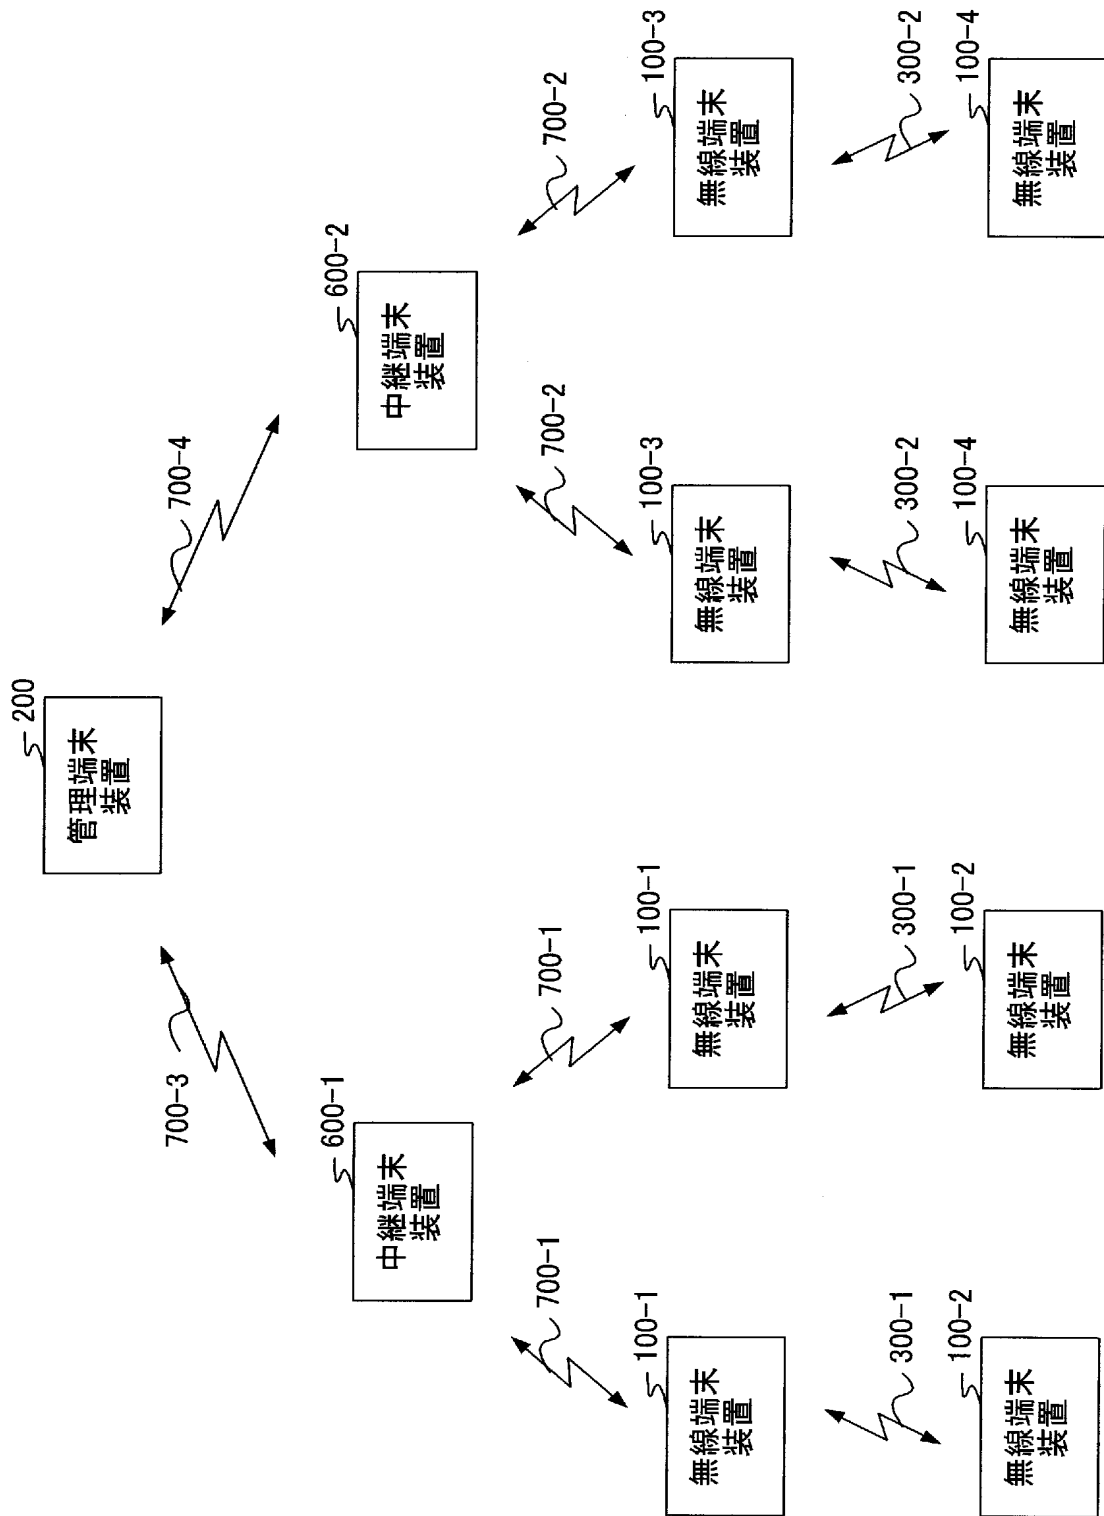 200
管理端末
装置
700-3
700-4
600-1
中継端末
装置
600-2
中継端末
装置
700-1
700-1
700-2
700-2
100-1
無線端末
装置
100-1
無線端末
装置
100-3
無線端末
装置
100-3
無線端末
装置
300-1
300-1
300-2
300-2
100-2
無線端末
装置
100-2
無線端末
装置
100-4
無線端末
装置
100-4
無線端末
装置